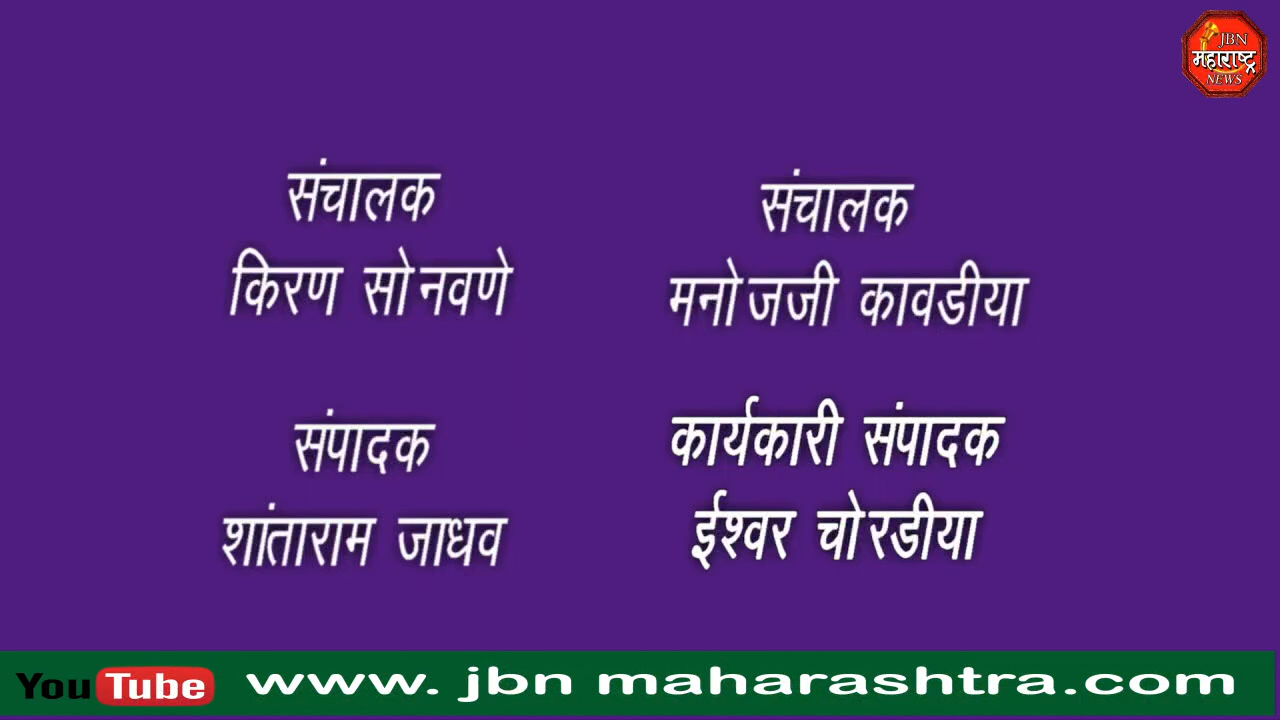 JBN
महाराष्ट्र
NEWS
संचालक
किरण सोनवणे
संचालक
मनोजजी कावडीया
संपादक
शांताराम जाधव
कार्यकारी संपादक
ईश्वर चोरडीया
YouTube www. jbn maharashtra.com